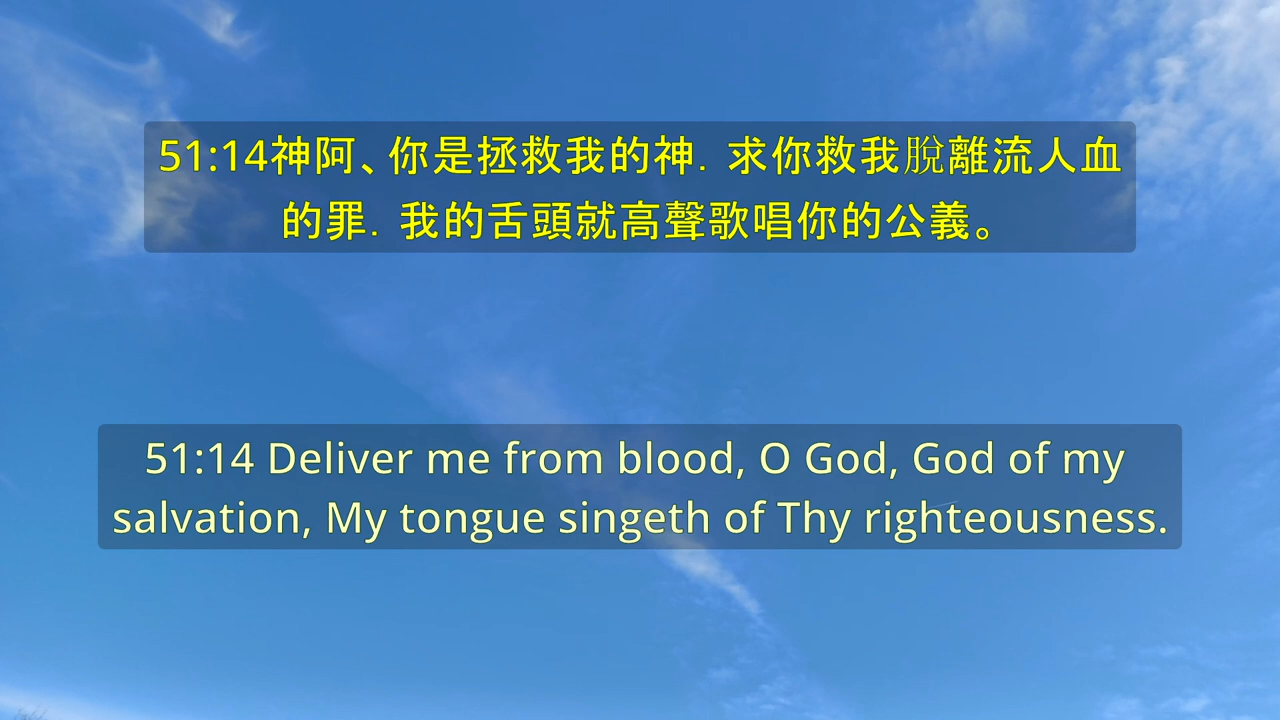 51:14神阿、你是拯救我的神．求你救我脫離流人血
的罪．我的舌頭就高聲歌唱你的公義。
51:14 Deliver me from blood, O God, God of my
salvation, My tongue singeth of Thy righteousness.